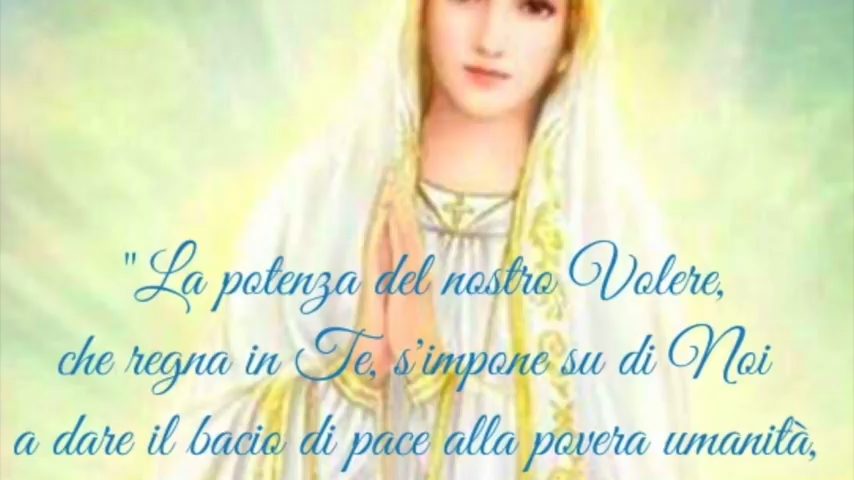 "La potenza del nostro Volere,
che regna in Te, s'impone su di Noi
a dare il bacio di pace alla povera umanità,